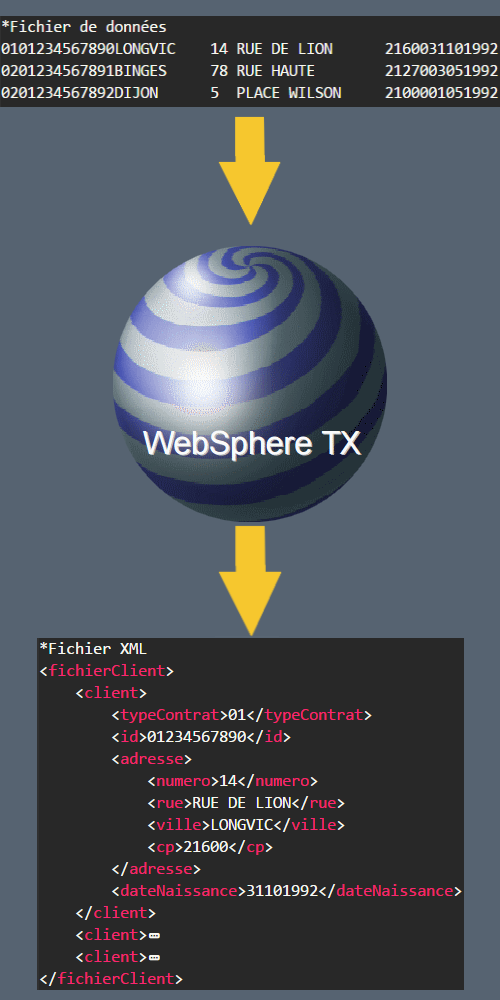 *Fichier de données
0101234567890LONGVIC    14 RUE DE LION      2160031101992
0201234567891BINGES     78 RUE HAUTE        2127003051992
0201234567892DIJON      5  PLACE WILSON     2100001051992
WebSphere TX
*Fichier XML
<fichierClient>
    <client>
        <typeContrat>01</typeContrat>
        <id>01234567890</id>
        <adresse>
            <numero>14</numero>
            <rue>RUE DE LION</rue>
            <ville>LONGVIC</ville>
            <cp>21600</cp>
        </adresse>
        <dateNaissance>31101992</dateNaissance>
    </client>
    <client>…
    <client>…
</fichierClient>